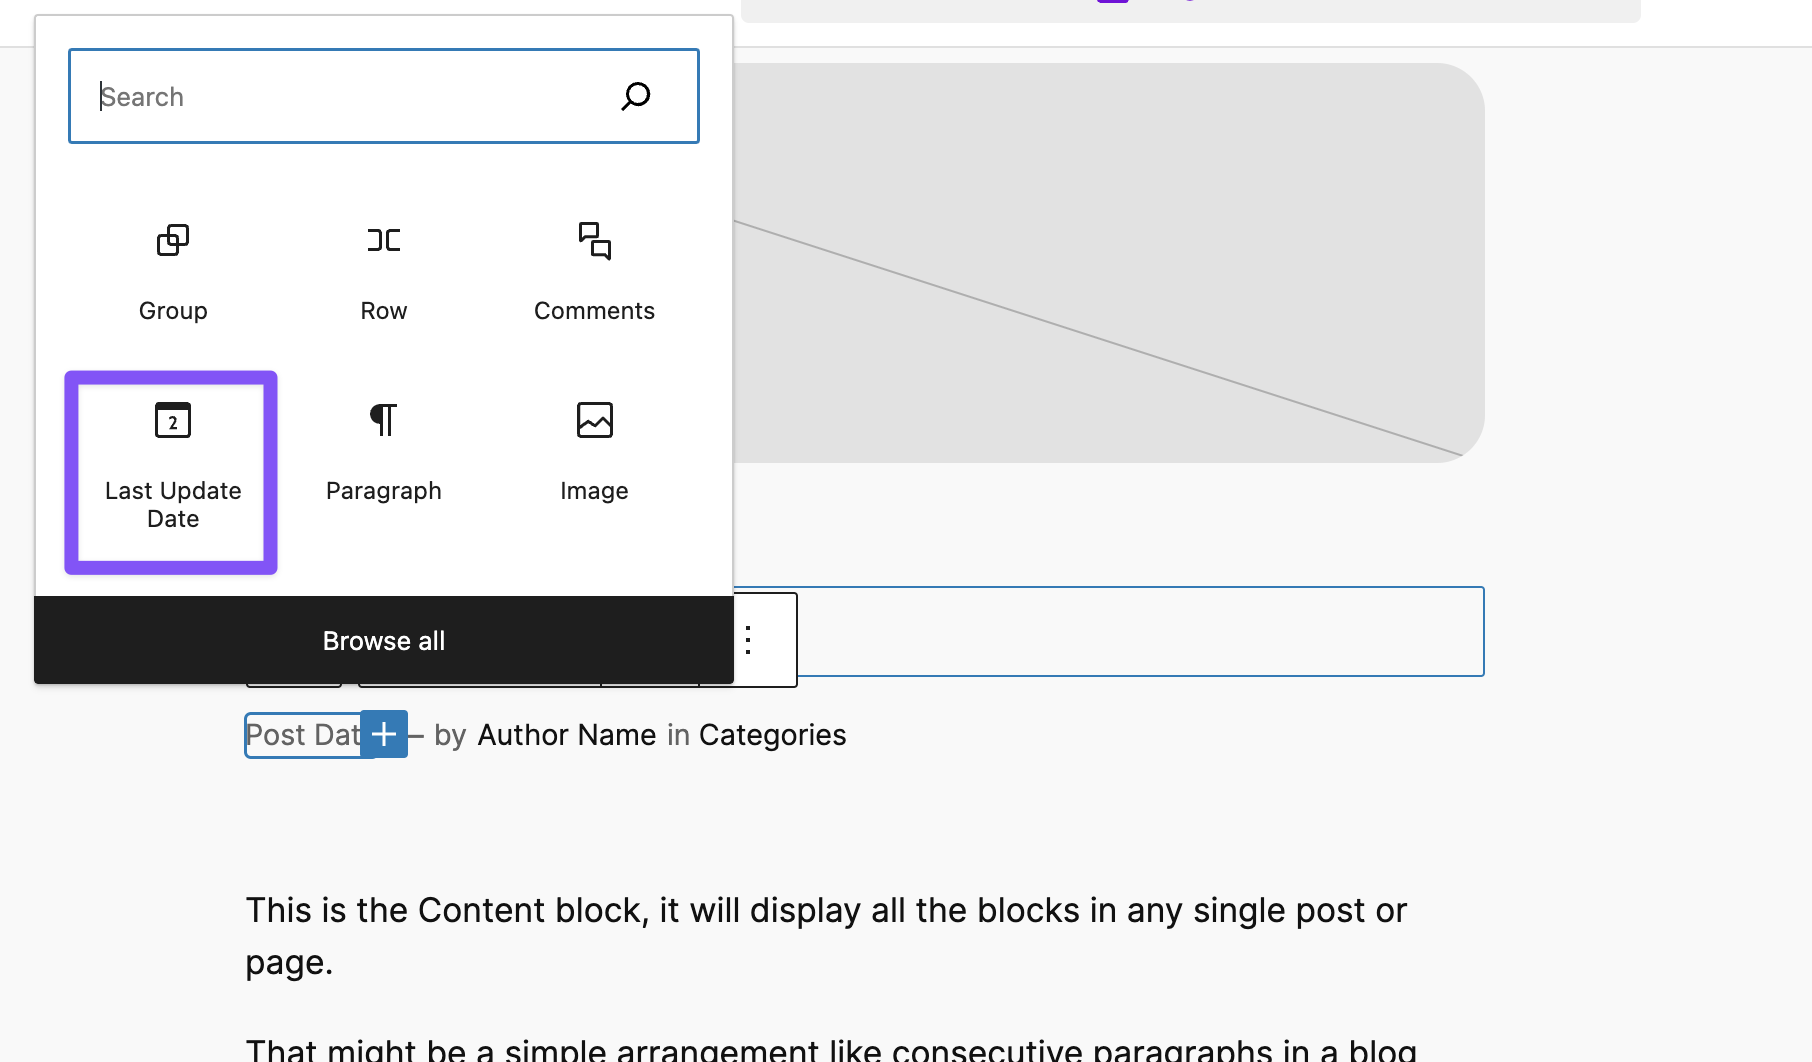 Search
Group
Row
Comments
2
Last Update
Date
Paragraph
Image
Browse all
Post Dat
– by Author Name in Categories
This is the Content block, it will display all the blocks in any single post or
page.
That might be a simple arrangement like consecutive paragraphs in a blog